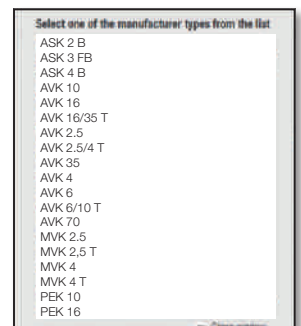 Select one of the manufacturer types from the list
ASK 2 B
ASK 3 FB
ASK 4 B
AVK 10
AVK 16
AVK 16/35 T
AVK 2.5
AVK 2.5/4 T
AVK 35
AVK 4
AVK 6
AVK 6/10 T
AVK 70
MVK 2.5
MVK 2,5 T
MVK 4
MVK 4 T
PEK 10
PEK 16